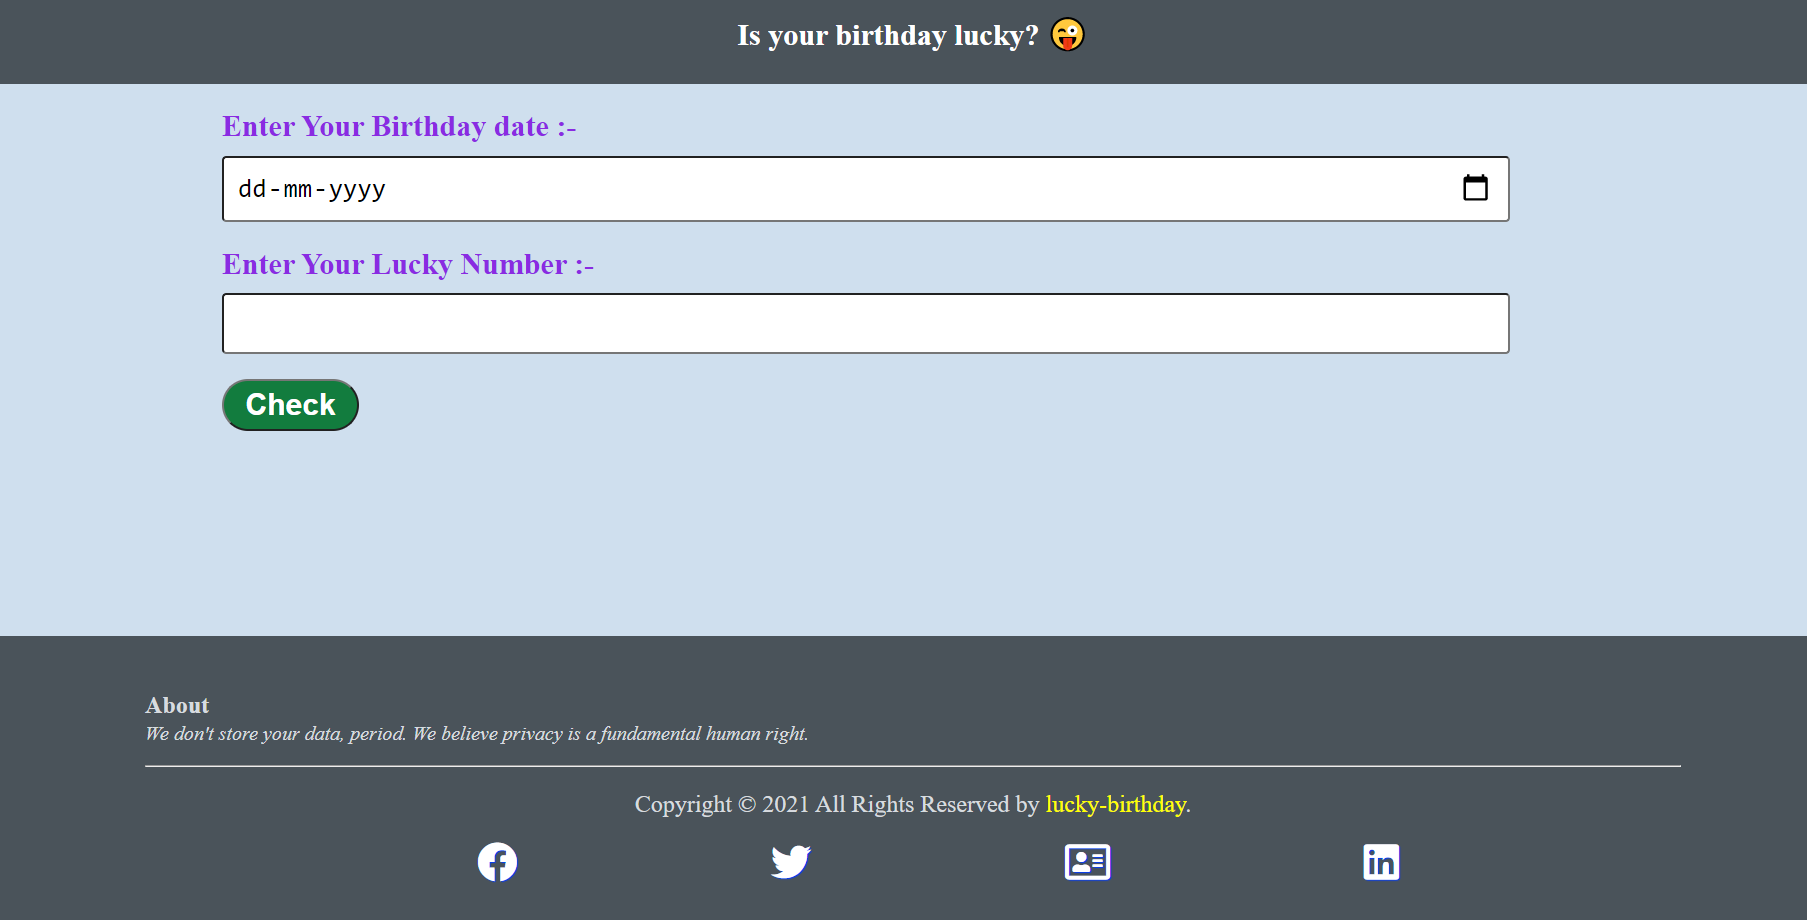 Is your birthday lucky? 😜
Enter Your Birthday date :-
dd-mm-yyyy
Enter Your Lucky Number :-
Check
About
We don't store your data, period. We believe privacy is a fundamental human right.
Copyright © 2021 All Rights Reserved by lucky-birthday.